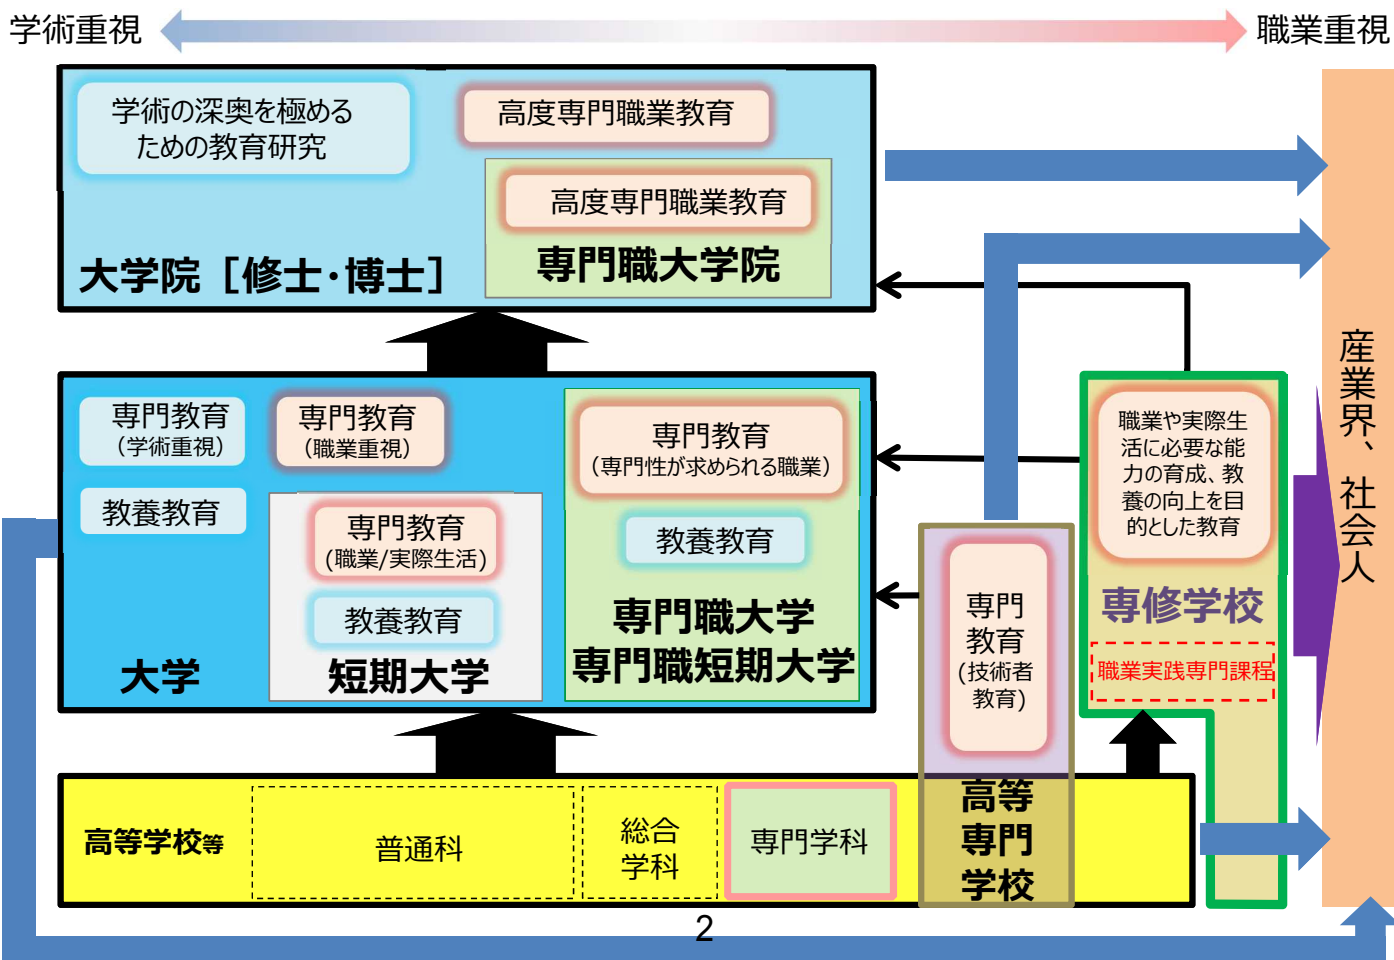 学術重視
職業重視
学術の深奥を極める
ための教育研究
高度専門職業教育
高度専門職業教育
専門職大学院
大学院［修士・博士］
専門教育
（学術重視）
教養教育
専門教育
（職業重視）
専門教育
(職業/実際生活)
教養教育
専門教育
（専門性が求められる職業）
教養教育
大学
短期大学
専門職大学
専門職短期大学
専門
教育
(技術者
教育)
高等
専門
学校
職業や実際生
活に必要な能
力の育成、教
養の向上を目
的とした教育
専修学校
職業実践専門課程
産業界、社会人
高等学校等
普通科
総合
学科
専門学科
2